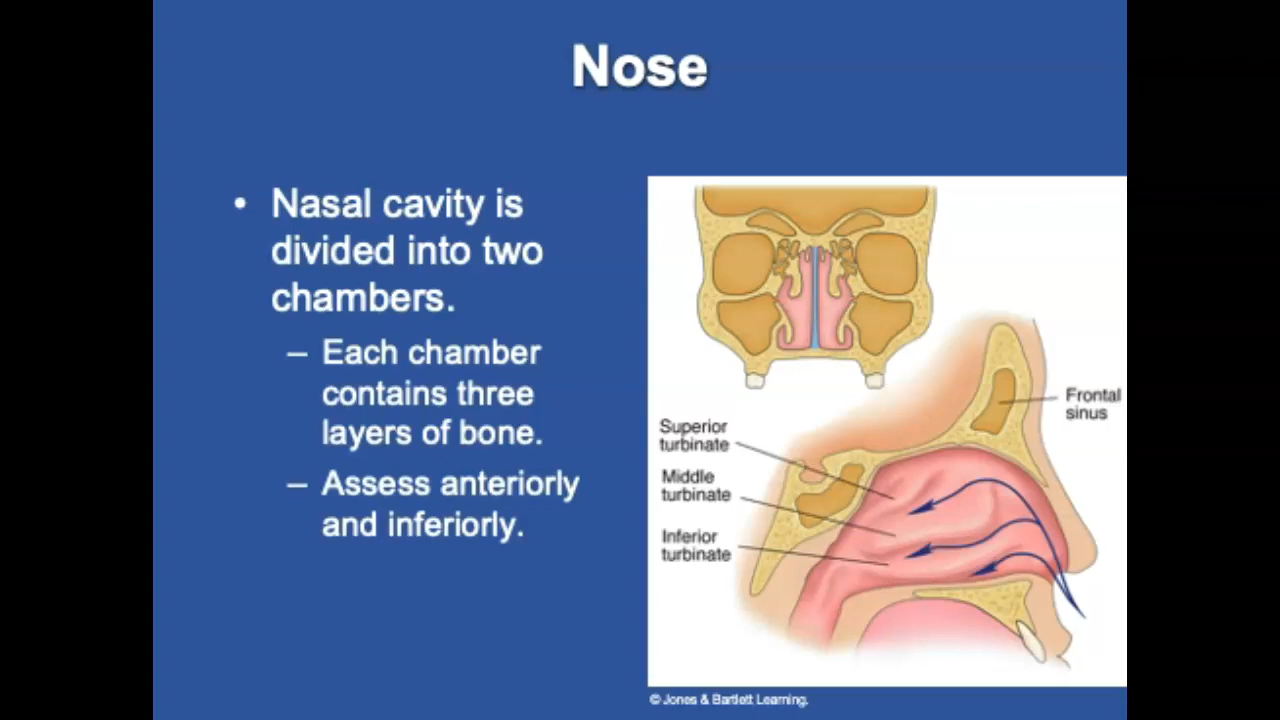 Nose
• Nasal cavity is
divided into two
chambers.
– Each chamber
contains three
layers of bone.
– Assess anteriorly
and inferiorly.
Frontal
sinus
Superior
turbinate
Middle
turbinate
Inferior
turbinate
© Jones & Bartlett Learning.